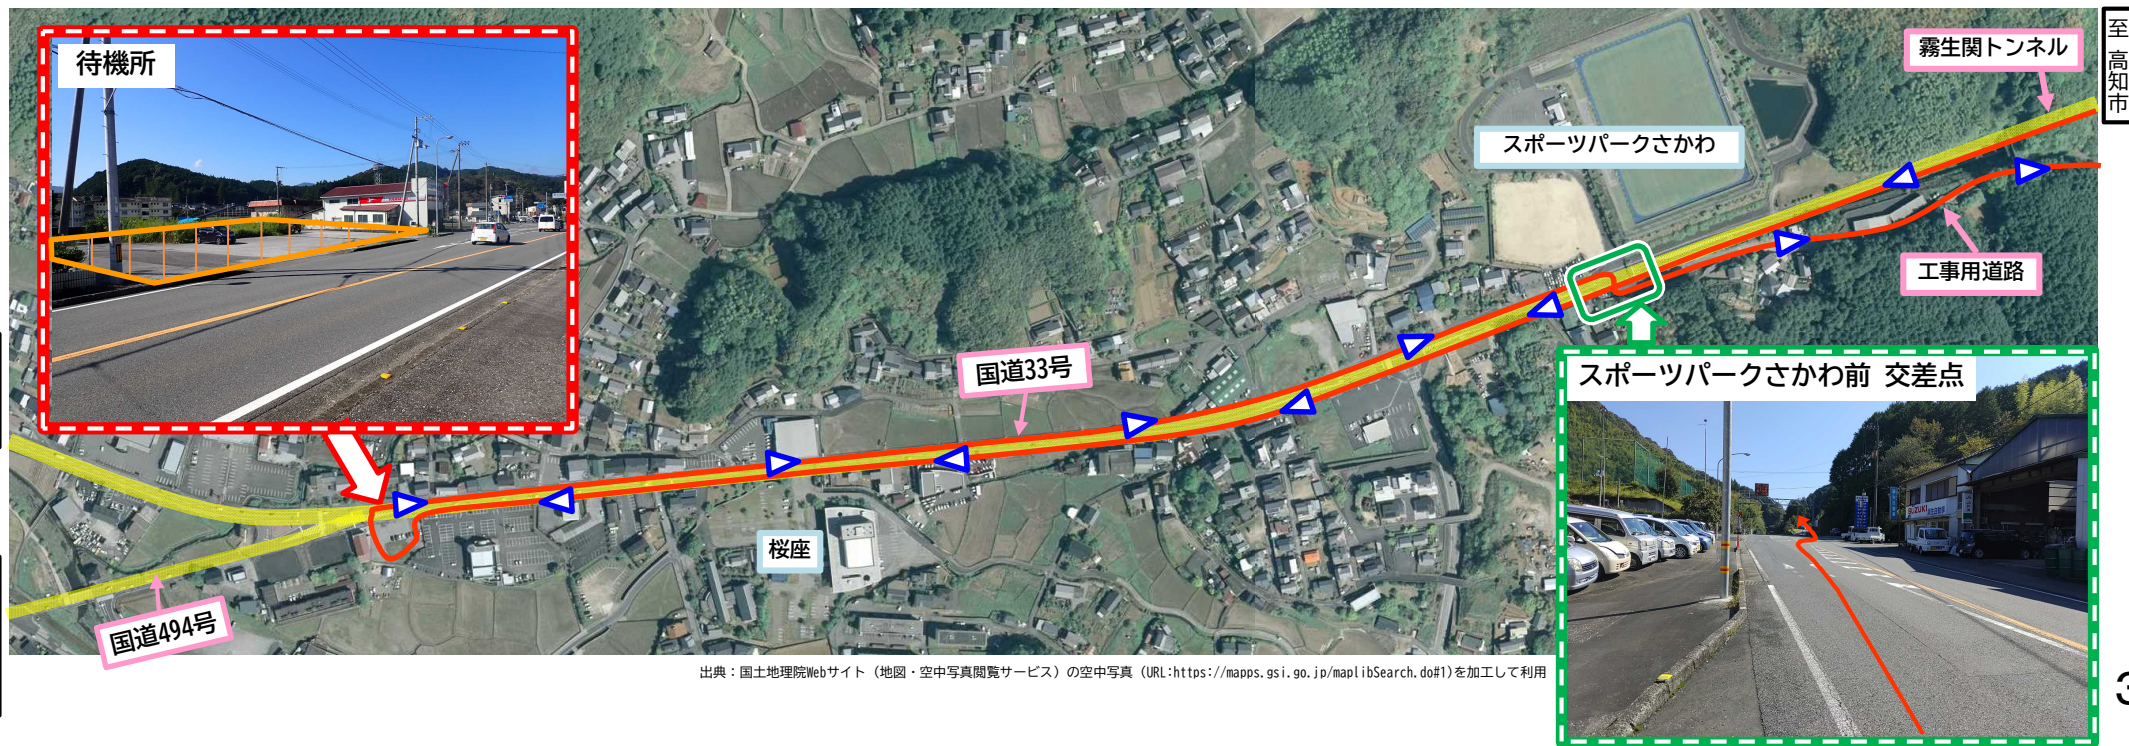 待機所
霧生関トンネル
至 高知市
スポーツパークさかわ
工事用道路
国道33号
スポーツパークさかわ前 交差点
SUZUKI
桜座
国道494号
出典：国土地理院Webサイト（地図・空中写真閲覧サービス）の空中写真（URL:https://mapps.gsi.go.jp/maplibSearch.do#1)を加工して利用